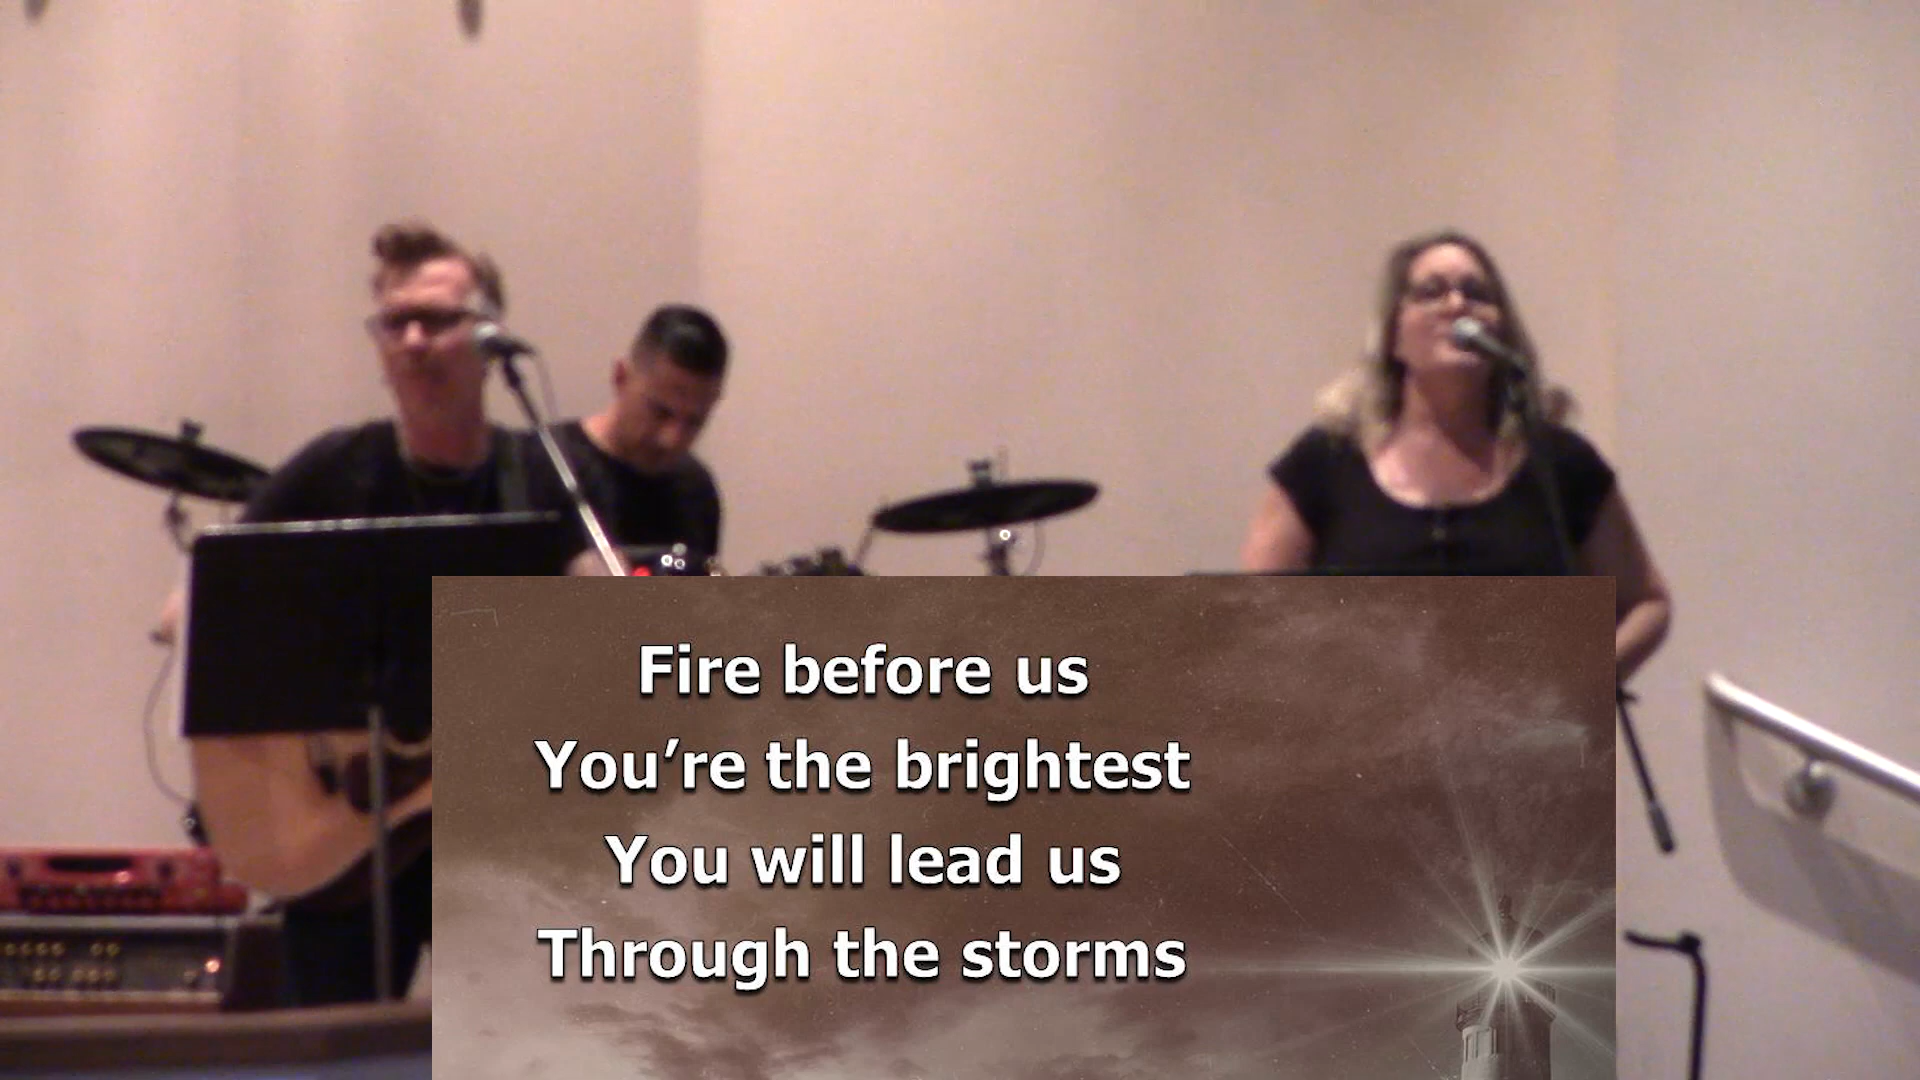 Fire before us
You’re the brightest
You will lead us
Through the storms